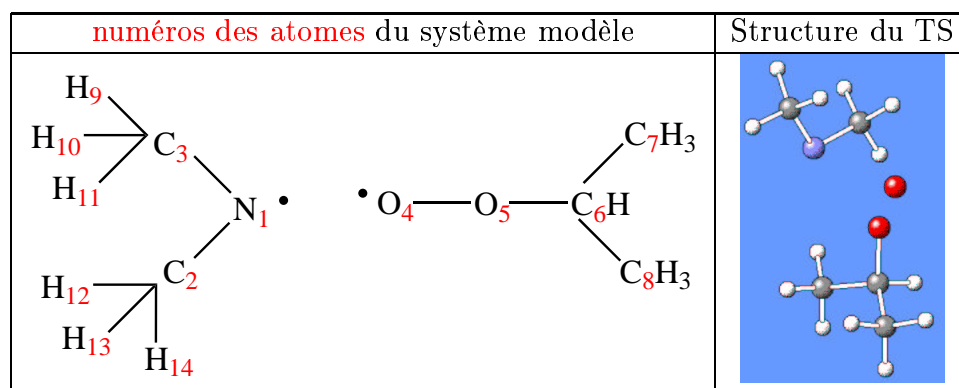 numéros des atomes du système modèle
Structure du TS
H9
H10
H11
C3
N1
C2
H12
H13
H14
O4
O5
C6H
C7H3
C8H3